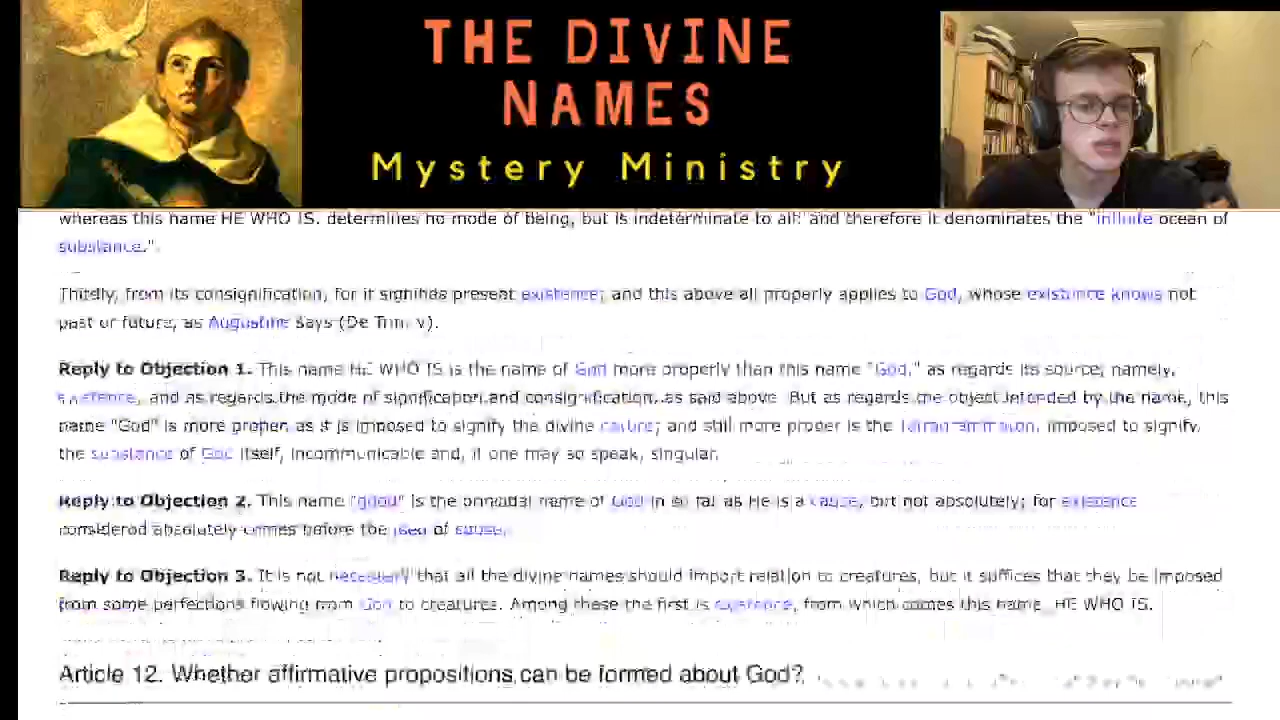 THE DIVINE
NAMES
Mystery Ministry
whereas this name HE WHO IS, determines no mode of being, but is indeterminate to all; and therefore it denominates the "infinite ocean of
substance."
Thirdly, from its consignification, for it signifies present existence; and this above all properly applies to God, whose existence knows not
past or future, as Augustine says (De Trin. v).
Reply to Objection 1. This name HE WHO IS is the name of God more properly than this name "God," as regards its source, namely,
existence; and as regards the mode of signification and consignification, as said above. But as regards the object intended by the name, this
name "God" is more proper, as it is imposed to signify the divine nature; and still more proper is the Tetragrammaton, imposed to signify
the substance of God itself, incommunicable and, if one may so speak, singular.
Reply to Objection 2. This name "good" is the principal name of God in so far as He is a cause, but not absolutely; for existence
considered absolutely comes before the idea of cause.
Reply to Objection 3. It is not necessary that all the divine names should import relation to creatures, but it suffices that they be imposed
from some perfections flowing from God to creatures. Among these the first is existence, from which comes this name, HE WHO IS.
Article 12. Whether affirmative propositions can be formed about God?